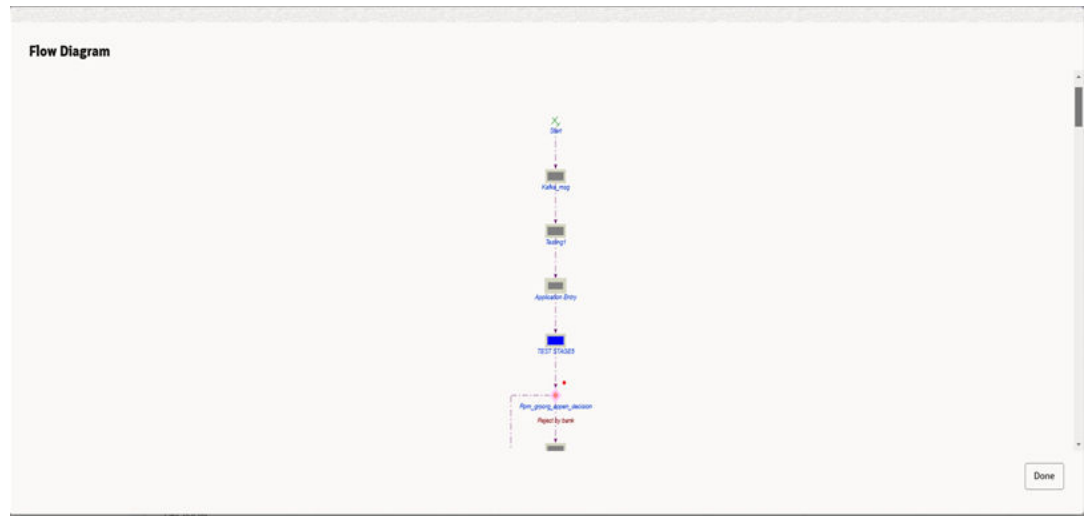 Flow Diagram
Start
Kafka_msg
Testing1
Application Entry
TEST STAGES
Reject by bank
Done